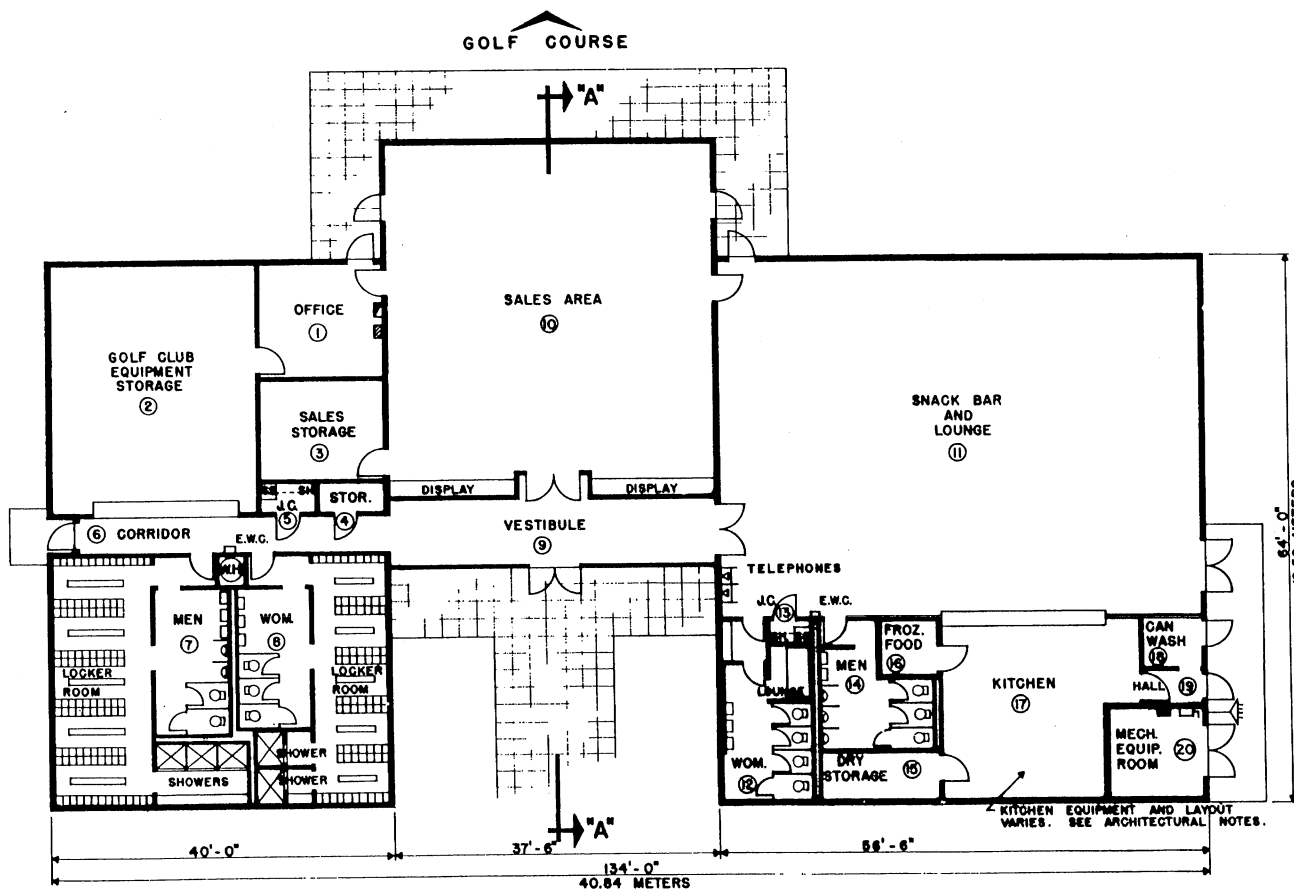 GOLF COURSE
"A"
OFFICE
1
SALES AREA
10
GOLF CLUB
EQUIPMENT
STORAGE
2
SALES
STORAGE
3
SNACK BAR
AND
LOUNGE
11
DISPLAY
DISPLAY
J.C.
5
STOR.
4
6 CORRIDOR
E.W.C.
VESTIBULE
9
W.H.
TELEPHONES
J.C.
13
E.W.C.
MEN
7
WOM.
8
LOCKER
ROOM
LOCKER
ROOM
SHOWERS
SHOWER
SHOWER
LOUNGE
WOM.
12
MEN
14
FROZ.
FOOD
16
DRY
STORAGE
15
KITCHEN
17
CAN
WASH
18
HALL
19
MECH.
EQUIP.
ROOM
20
KITCHEN EQUIPMENT AND LAYOUT
VARIES. SEE ARCHITECTURAL NOTES.
64'-0"
"A"
40'-0"
37'-6"
56'-6"
134'-0"
40.84 METERS